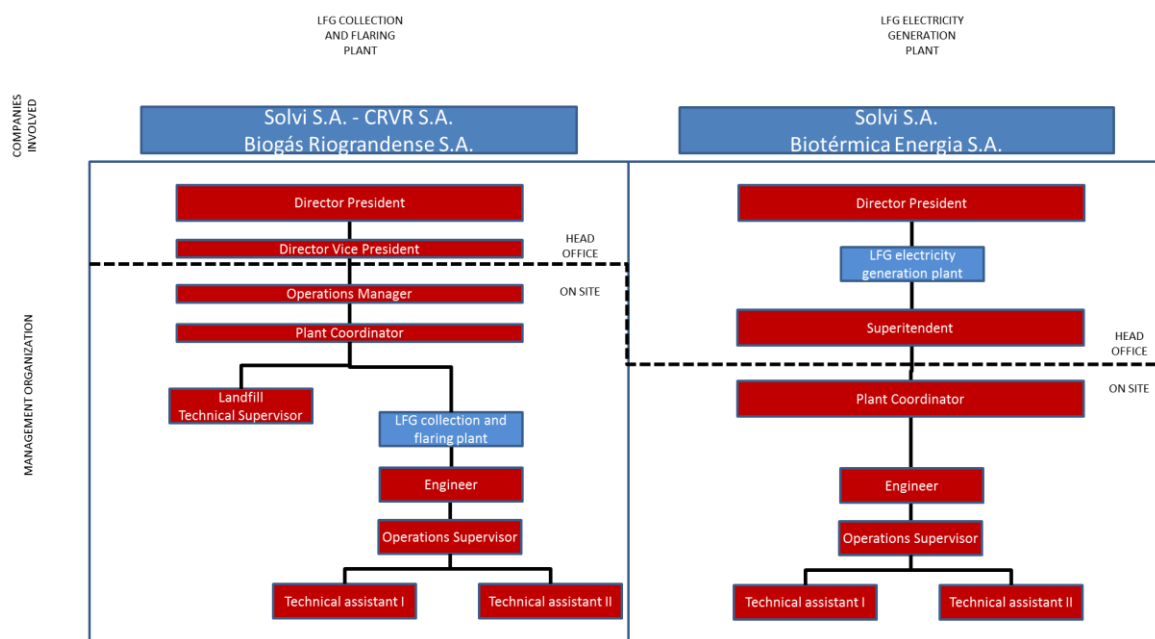 LFG COLLECTION
AND FLARING
PLANT
LFG ELECTRICITY
GENERATION
PLANT
COMPANIES
INVOLVED
Solvi S.A. - CRVR S.A.
Biogás Riograndense S.A.
Solvi S.A.
Biotérmica Energia S.A.
MANAGEMENT ORGANIZATION
Director President
Director Vice President
HEAD
OFFICE
ON SITE
Operations Manager
Plant Coordinator
Landfill
Technical Supervisor
LFG collection and
flaring plant
Engineer
Operations Supervisor
Technical assistant I
Technical assistant II
Director President
LFG electricity
generation plant
Superitendent
HEAD
OFFICE
ON SITE
Plant Coordinator
Engineer
Operations Supervisor
Technical assistant I
Technical assistant II